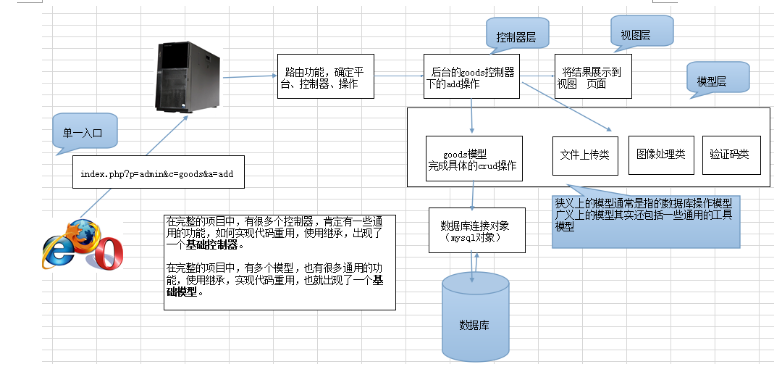 控制器层
视图层
路由功能，确定平
台、控制器、操作
后台的goods控制器
下的add操作
将结果展示到
视图 页面
模型层
单一入口
index.php?p=admin&c=goods&a=add
goods模型
完成具体的crud操作
文件上传类
图像处理类
验证码类
狭义上的模型通常是指的数据库操作模型
广义上的模型其实还包括一些通用的工具
模型
数据库连接对象
（mysql对象）
数据库
在完整的项目中，有很多个控制器，肯定有一些通
用的功能，如何实现代码重用，使用继承，出现了
一个基础控制器。
在完整的项目中，有多个模型，也有很多通用的功
能，使用继承，实现代码重用，也就出现了一个基
础模型。